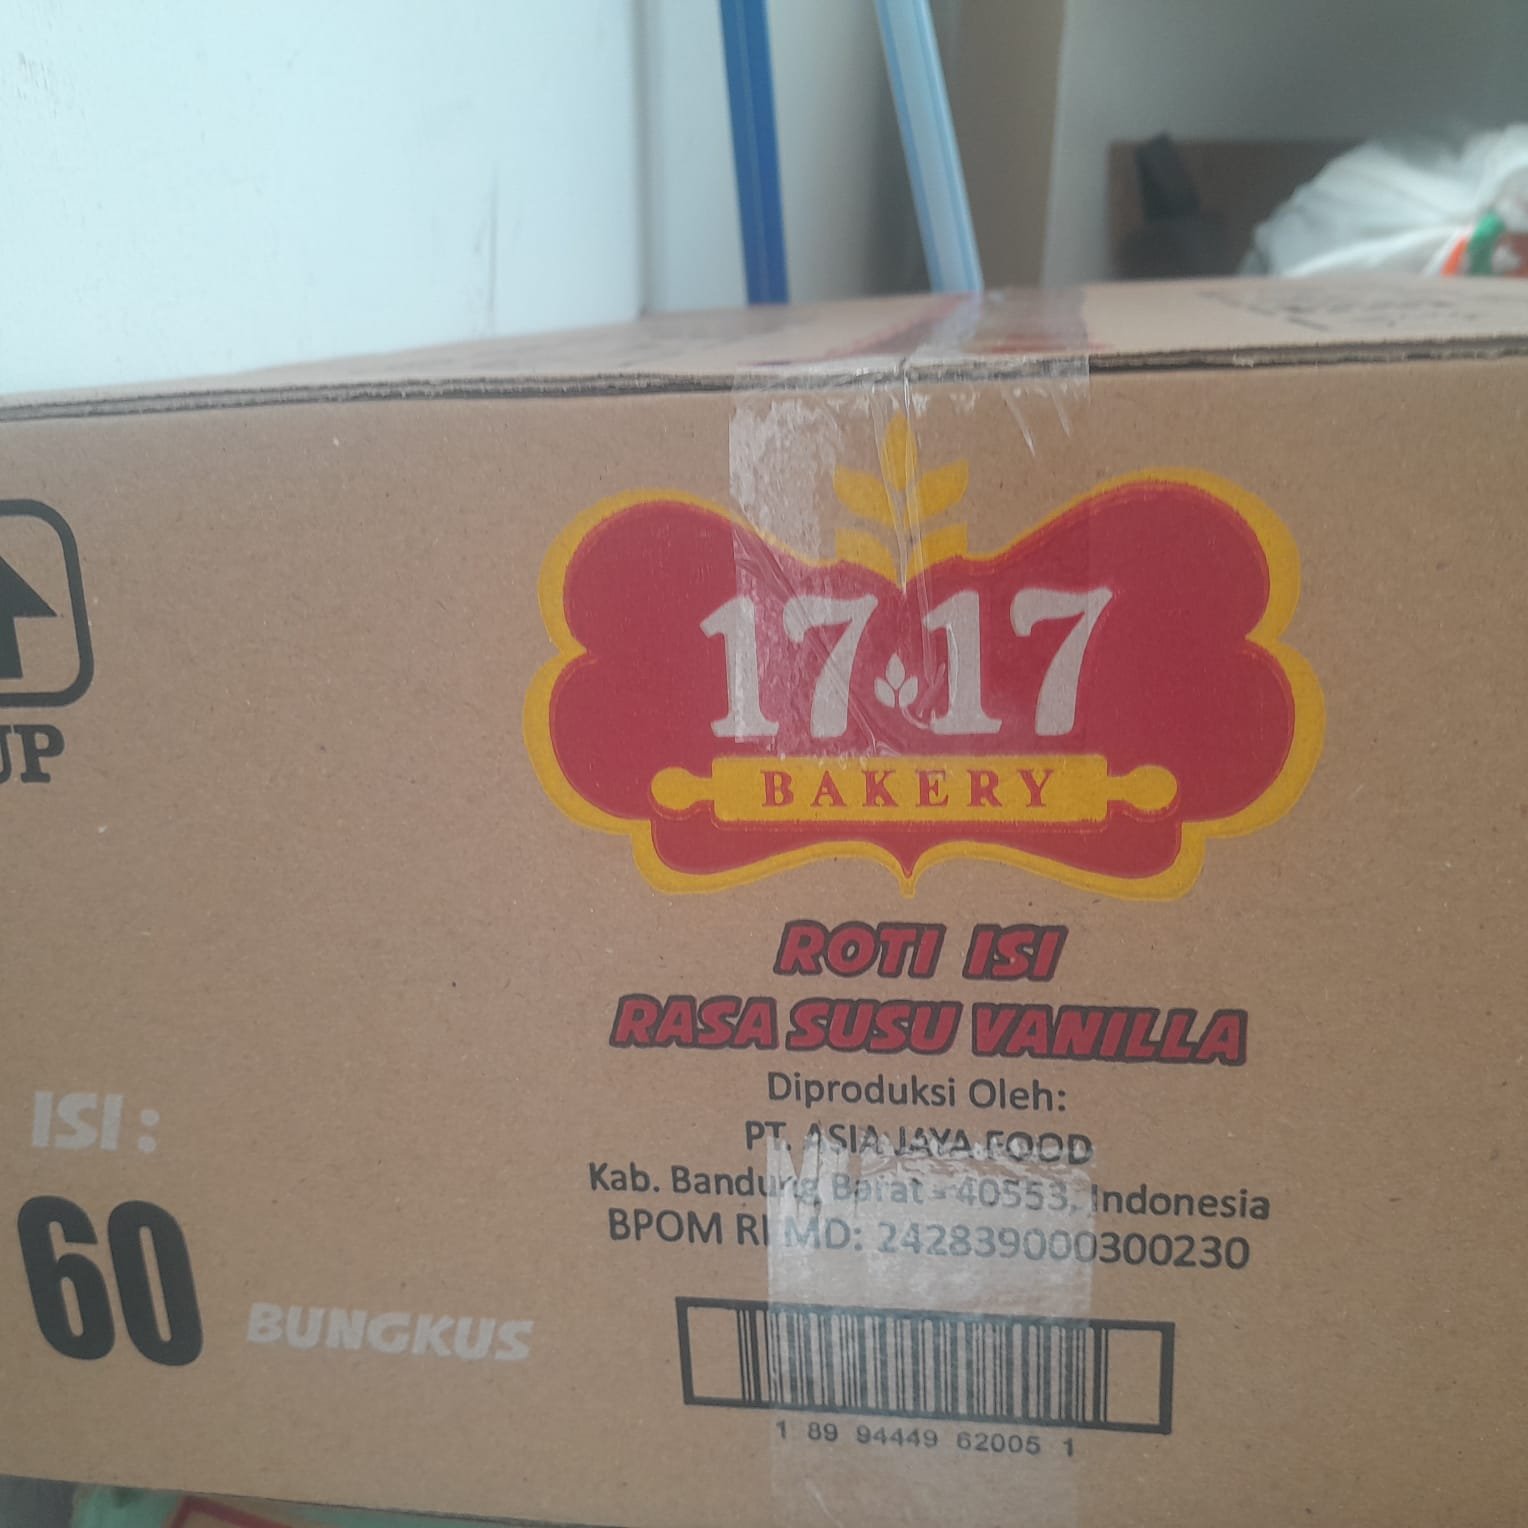 17 17
BAKERY
UP
ROTI ISI
RASA SUSU VANILLA
Diproduksi Oleh:
PT. ASIA JAYA FOOD
Kab. Bandung Barat - 40553, Indonesia
BPOM RI MD: 242839000300230
1 89 94449 62005 1
ISI :
60
BUNGKUS